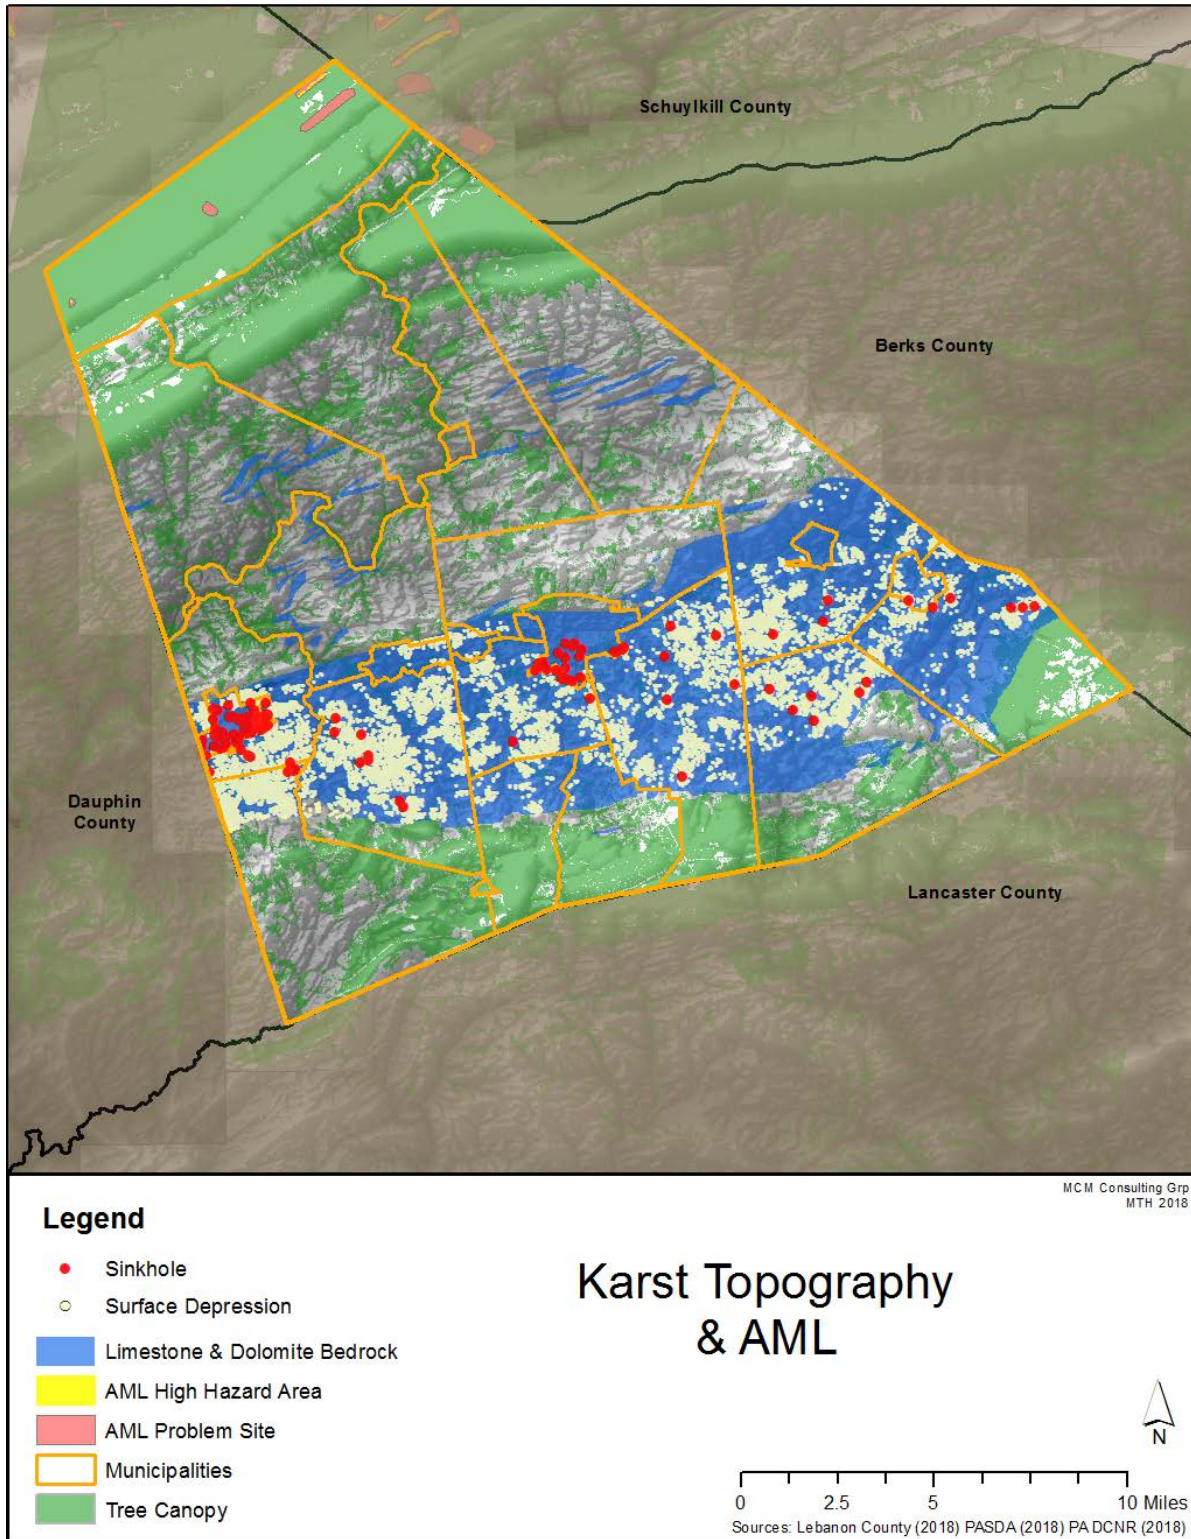 Schuylkill County
Berks County
Dauphin
County
Lancaster County
MCM Consulting Grp
MTH 2018
Legend
Sinkhole
Surface Depression
Limestone & Dolomite Bedrock
AML High Hazard Area
AML Problem Site
Municipalities
Tree Canopy
Karst Topography
& AML
N
0 2.5 5 10 Miles
Sources: Lebanon County (2018) PASDA (2018) PA DCNR (2018)